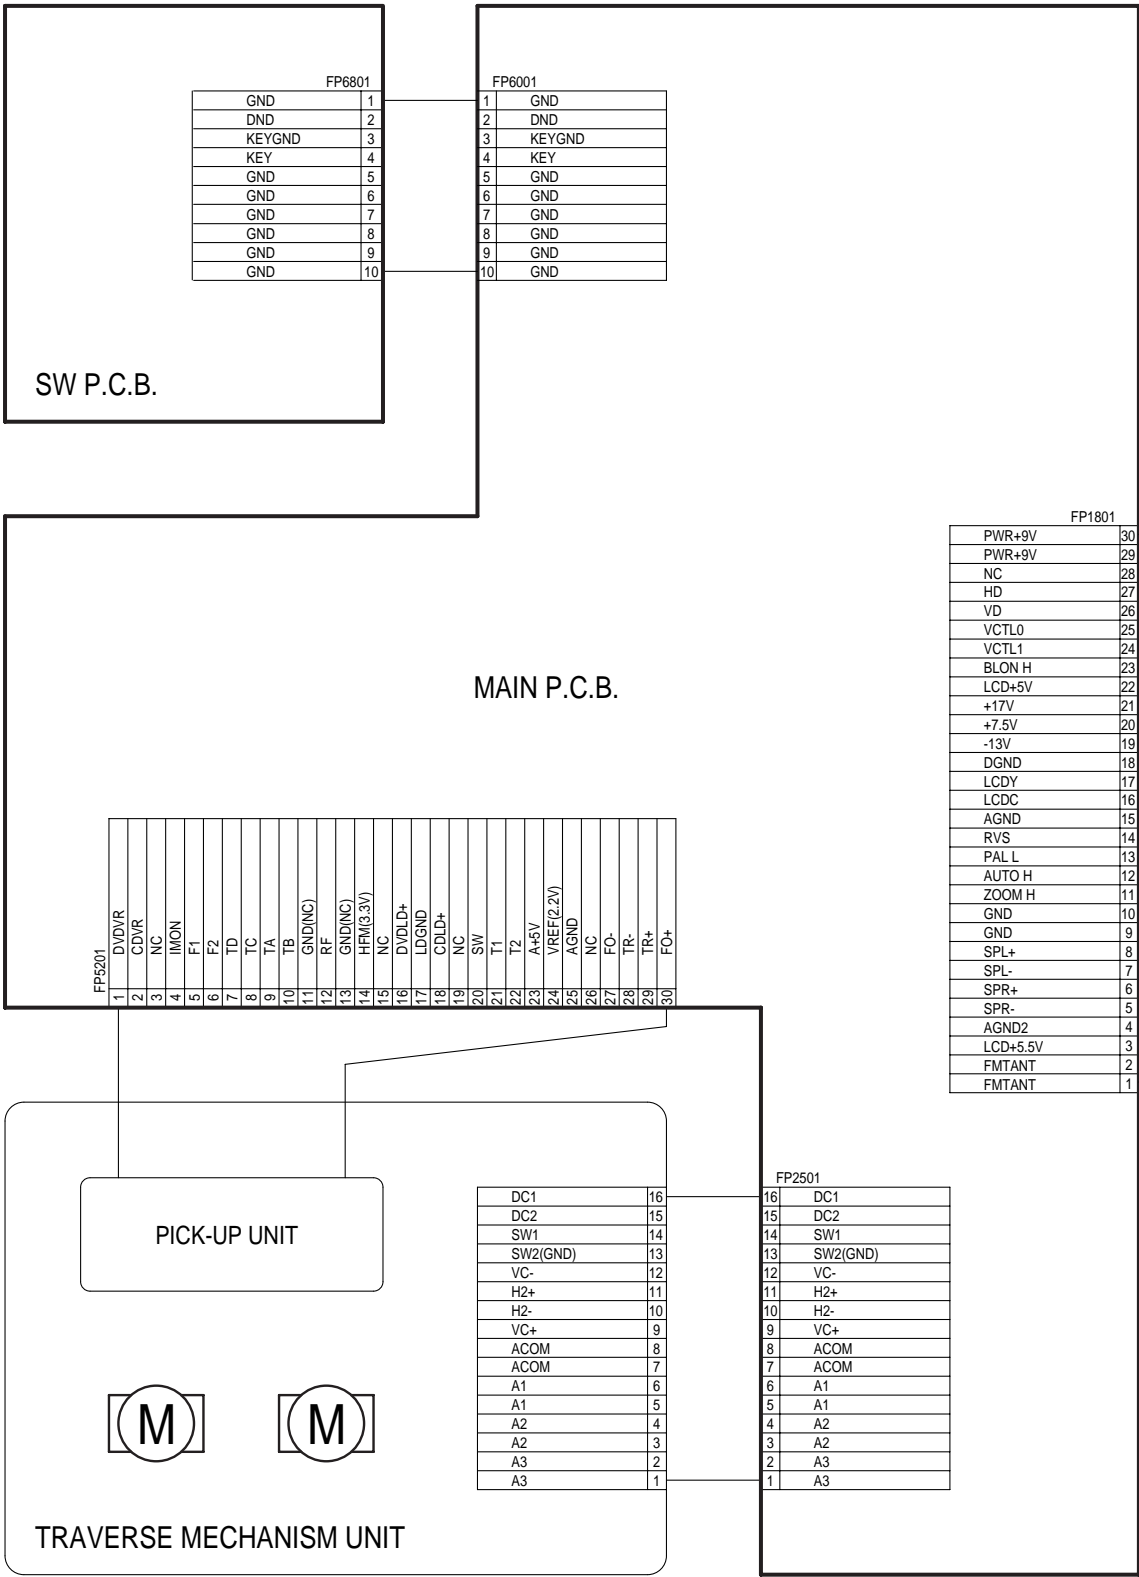 FP6801
GND 1
DND 2
KEYGND 3
KEY 4
GND 5
GND 6
GND 7
GND 8
GND 9
GND 10
FP6001
1 GND
2 DND
3 KEYGND
4 KEY
5 GND
6 GND
7 GND
8 GND
9 GND
10 GND
SW P.C.B.
MAIN P.C.B.
FP1801
PWR+9V 30
PWR+9V 29
NC 28
HD 27
VD 26
VCTL0 25
VCTL1 24
BLON H 23
LCD+5V 22
+17V 21
+7.5V 20
-13V 19
DGND 18
LCDY 17
LCDC 16
AGND 15
RVS 14
PAL L 13
AUTO H 12
ZOOM H 11
GND 10
GND 9
SPL+ 8
SPL- 7
SPR+ 6
SPR- 5
AGND2 4
LCD+5.5V 3
FMTANT 2
FMTANT 1
FP5201
1 DVDVR
2 CDVR
3 NC
4 IMON
5 F1
6 F2
7 TD
8 TC
9 TA
10 TB
11 GND(NC)
12 RF
13 GND(NC)
14 HFM(3.3V)
15 NC
16 DVDLD+
17 LDGND
18 CDLD+
19 NC
20 SW
21 T1
22 T2
23 A+5V
24 VREF(2.2V)
25 AGND
26 NC
27 FO-
28 TR-
29 TR+
30 FO+
PICK-UP UNIT
M
M
TRAVERSE MECHANISM UNIT
DC1 16
DC2 15
SW1 14
SW2(GND) 13
VC- 12
H2+ 11
H2- 10
VC+ 9
ACOM 8
ACOM 7
A1 6
A1 5
A2 4
A2 3
A3 2
A3 1
FP2501
16 DC1
15 DC2
14 SW1
13 SW2(GND)
12 VC-
11 H2+
10 H2-
9 VC+
8 ACOM
7 ACOM
6 A1
5 A1
4 A2
3 A2
2 A3
1 A3